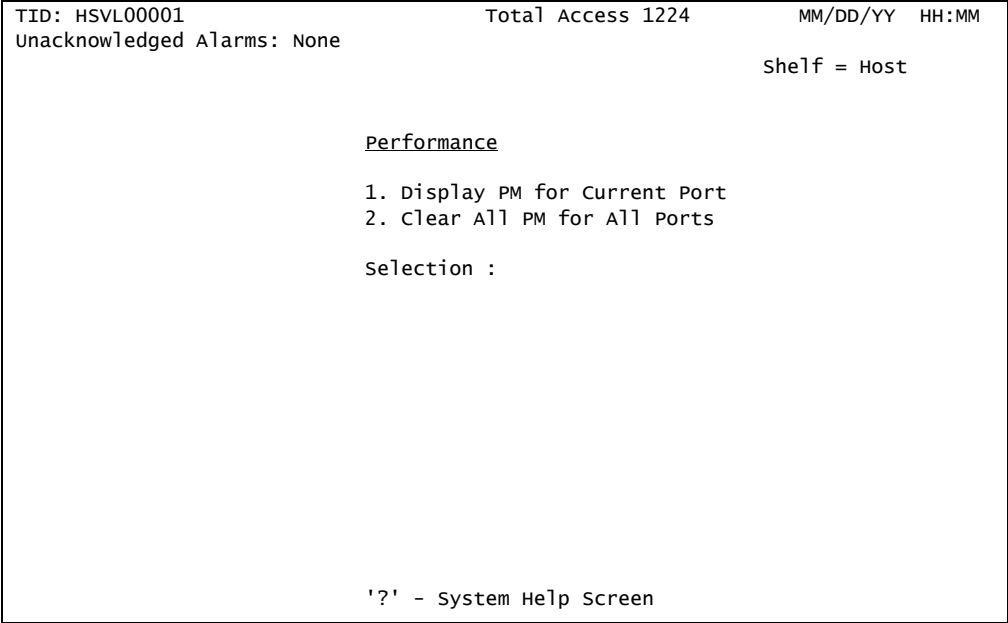 TID: HSVL00001 Total Access 1224 MM/DD/YY HH:MM
Unacknowledged Alarms: None
Shelf = Host
Performance
1. Display PM for Current Port
2. Clear All PM for All Ports
Selection :
'?' - System Help Screen